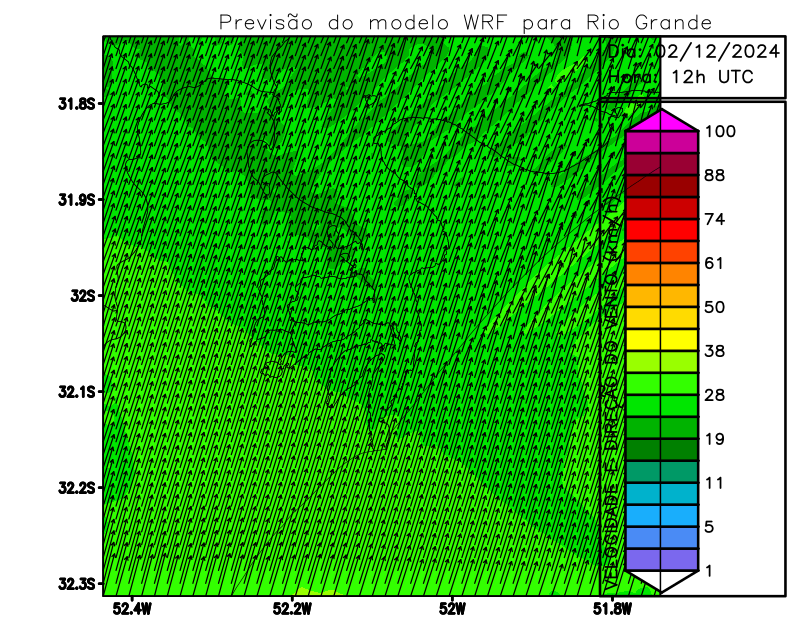 Previsão do modelo WRF para Rio Grande
Dia: 02/12/2024
Hora: 12h UTC
31.8S
31.9S
32S
32.1S
32.2S
32.3S
52.4W
52.2W
52W
51.8W
VELOCIDADE E DIREÇÃO DO VENTO (km/h)
100
88
74
61
50
38
28
19
11
5
1